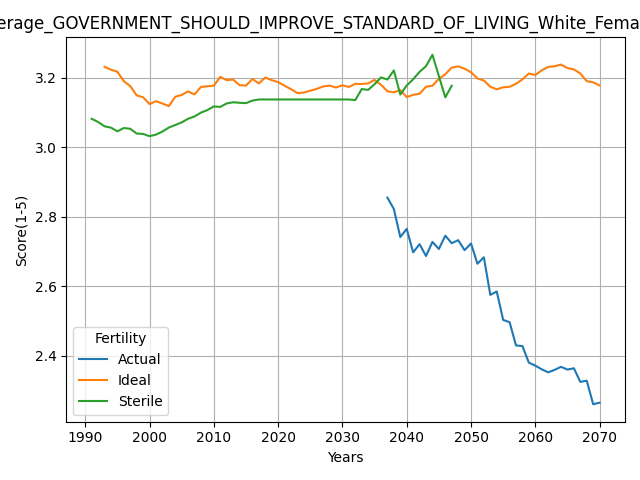 erage_GOVERNMENT_SHOULD_IMPROVE_STANDARD_OF_LIVING_White_Fema
Score(1-5)
3.2
3.0
2.8
2.6
2.4
Fertility
Actual
Ideal
Sterile
1990 2000 2010 2020 2030 2040 2050 2060 2070
Years